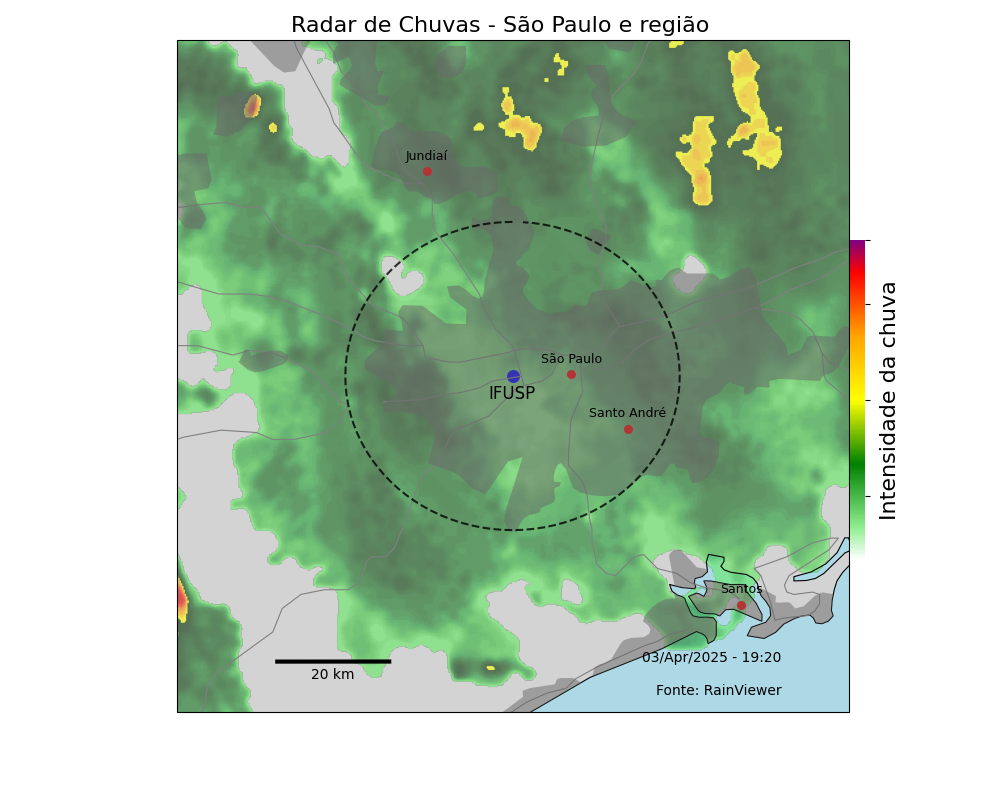 Radar de Chuvas - São Paulo e região
Jundiaí
São Paulo
IFUSP
Santo André
Intensidade da chuva
Santos
03/Apr/2025 - 19:20
20 km
Fonte: RainViewer